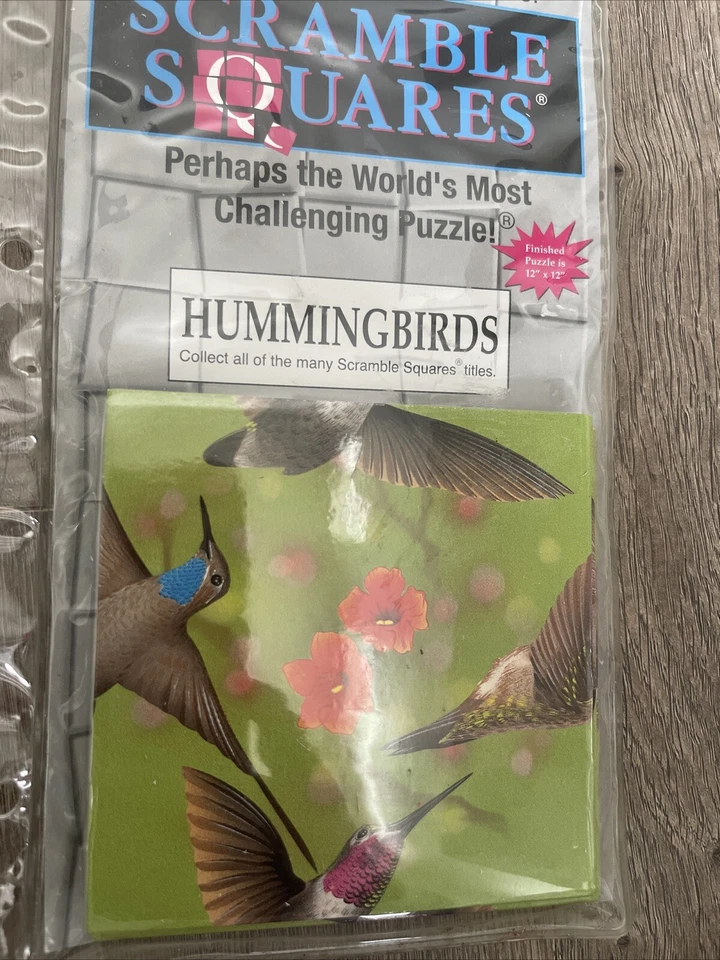 SCRAMBLE
SQUARES®
Perhaps the World's Most
Challenging Puzzle!®
Finished
Puzzle is
12" x 12"
HUMMINGBIRDS
Collect all of the many Scramble Squares® titles.